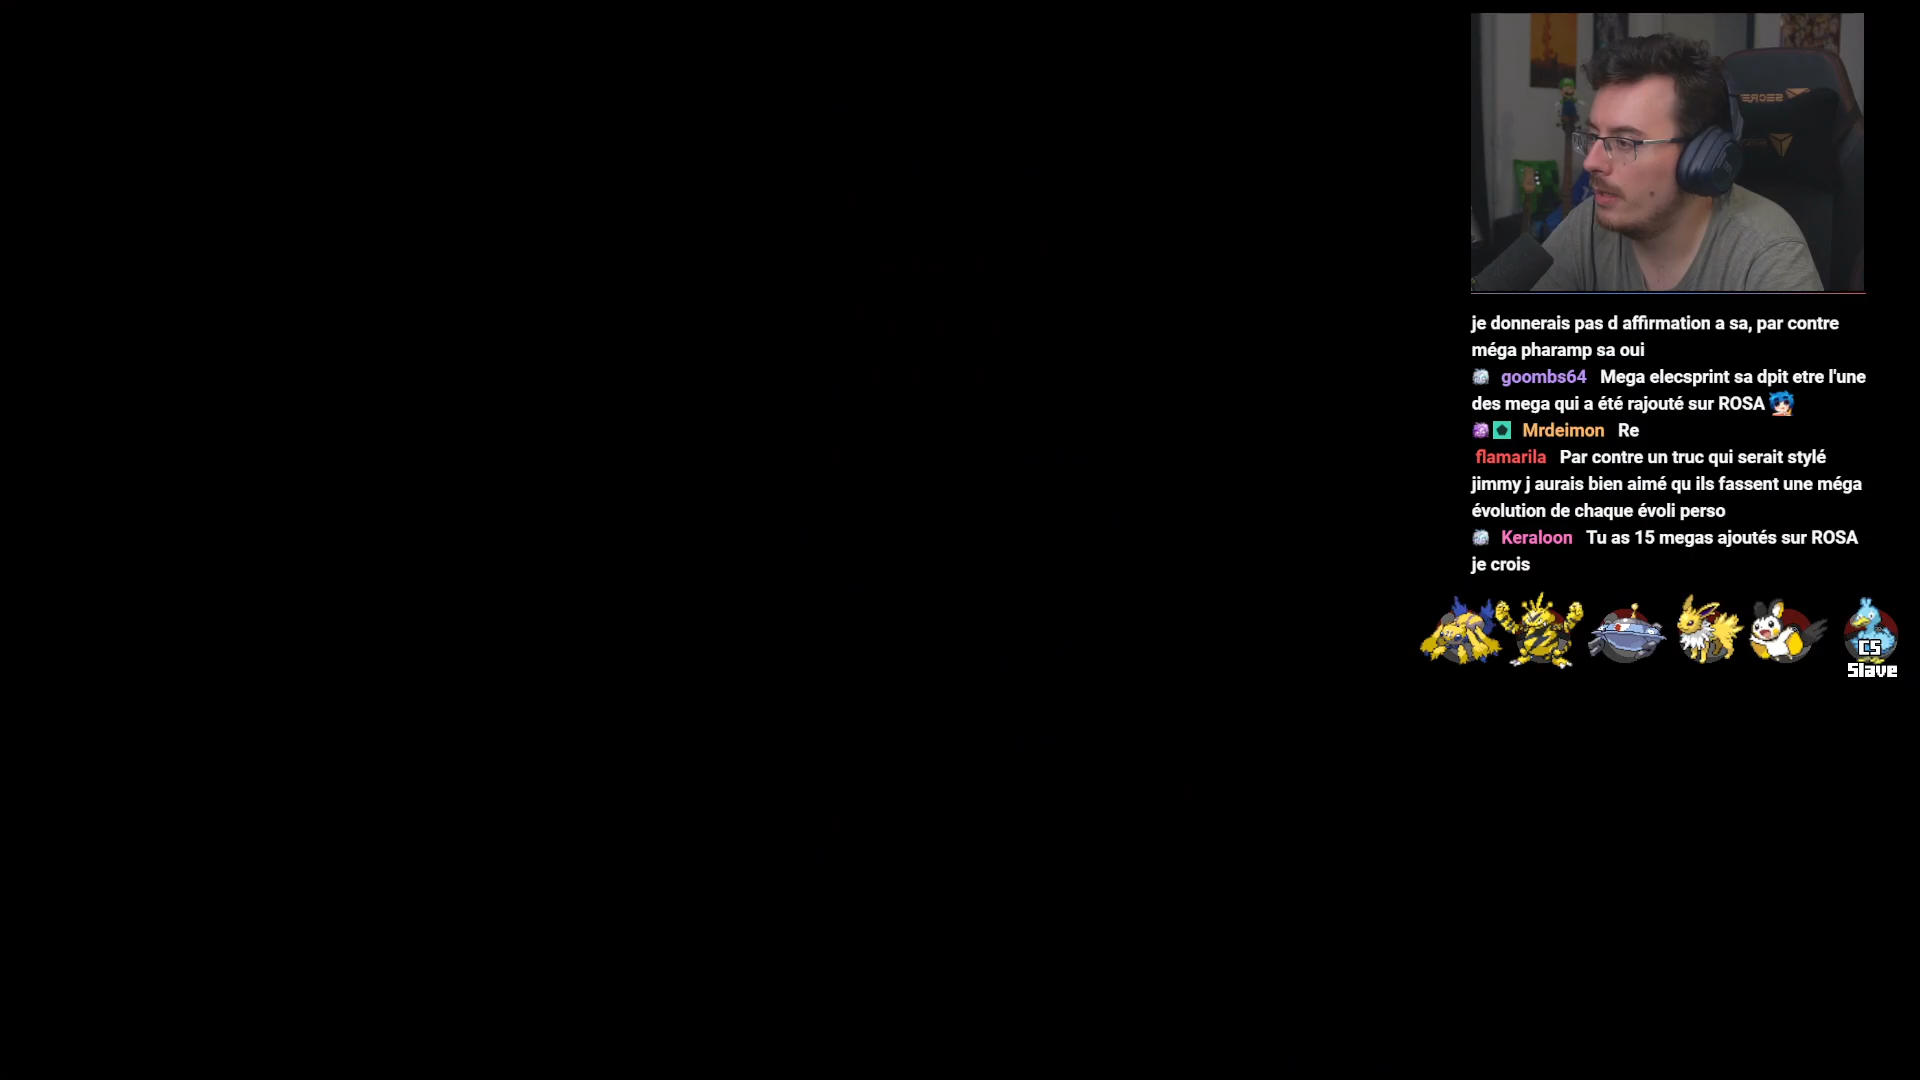 je donnerais pas d affirmation a sa, par contre
méga pharamp sa oui
goombs64 Mega elecsprint sa dpit etre l'une
des mega qui a été rajouté sur ROSA
Mrdeimon Re
flamarila Par contre un truc qui serait stylé
jimmy j aurais bien aimé qu ils fassent une méga
évolution de chaque évoli perso
Keraloon Tu as 15 megas ajoutés sur ROSA
je crois
CS
Slave